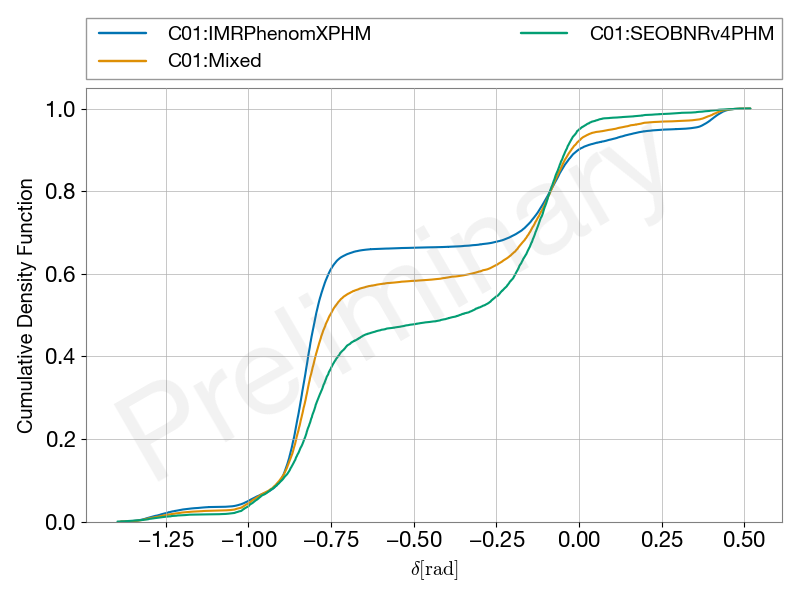 C01:IMRPhenomXPHM
C01:Mixed
C01:SEOBNRv4PHM
Preliminary
Cumulative Density Function
1.0
0.8
0.6
0.4
0.2
0.0
−1.25 −1.00 −0.75 −0.50 −0.25 0.00 0.25 0.50
δ[rad]